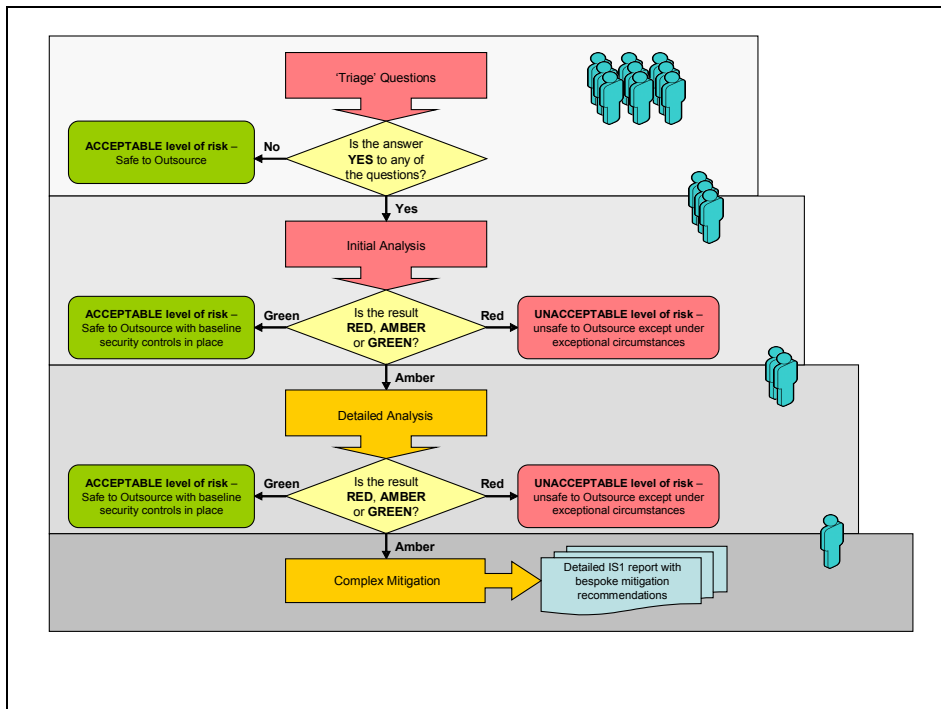 ‘Triage’ Questions
ACCEPTABLE level of risk –
Safe to Outsource
No
Is the answer
YES to any of
the questions?
Yes
Initial Analysis
ACCEPTABLE level of risk –
Safe to Outsource with baseline
security controls in place
Green
Is the result
RED, AMBER
or GREEN?
Red
UNACCEPTABLE level of risk –
unsafe to Outsource except under
exceptional circumstances
Amber
Detailed Analysis
ACCEPTABLE level of risk –
Safe to Outsource with baseline
security controls in place
Green
Is the result
RED, AMBER
or GREEN?
Red
UNACCEPTABLE level of risk –
unsafe to Outsource except under
exceptional circumstances
Amber
Complex Mitigation
Detailed IS1 report with
bespoke mitigation
recommendations